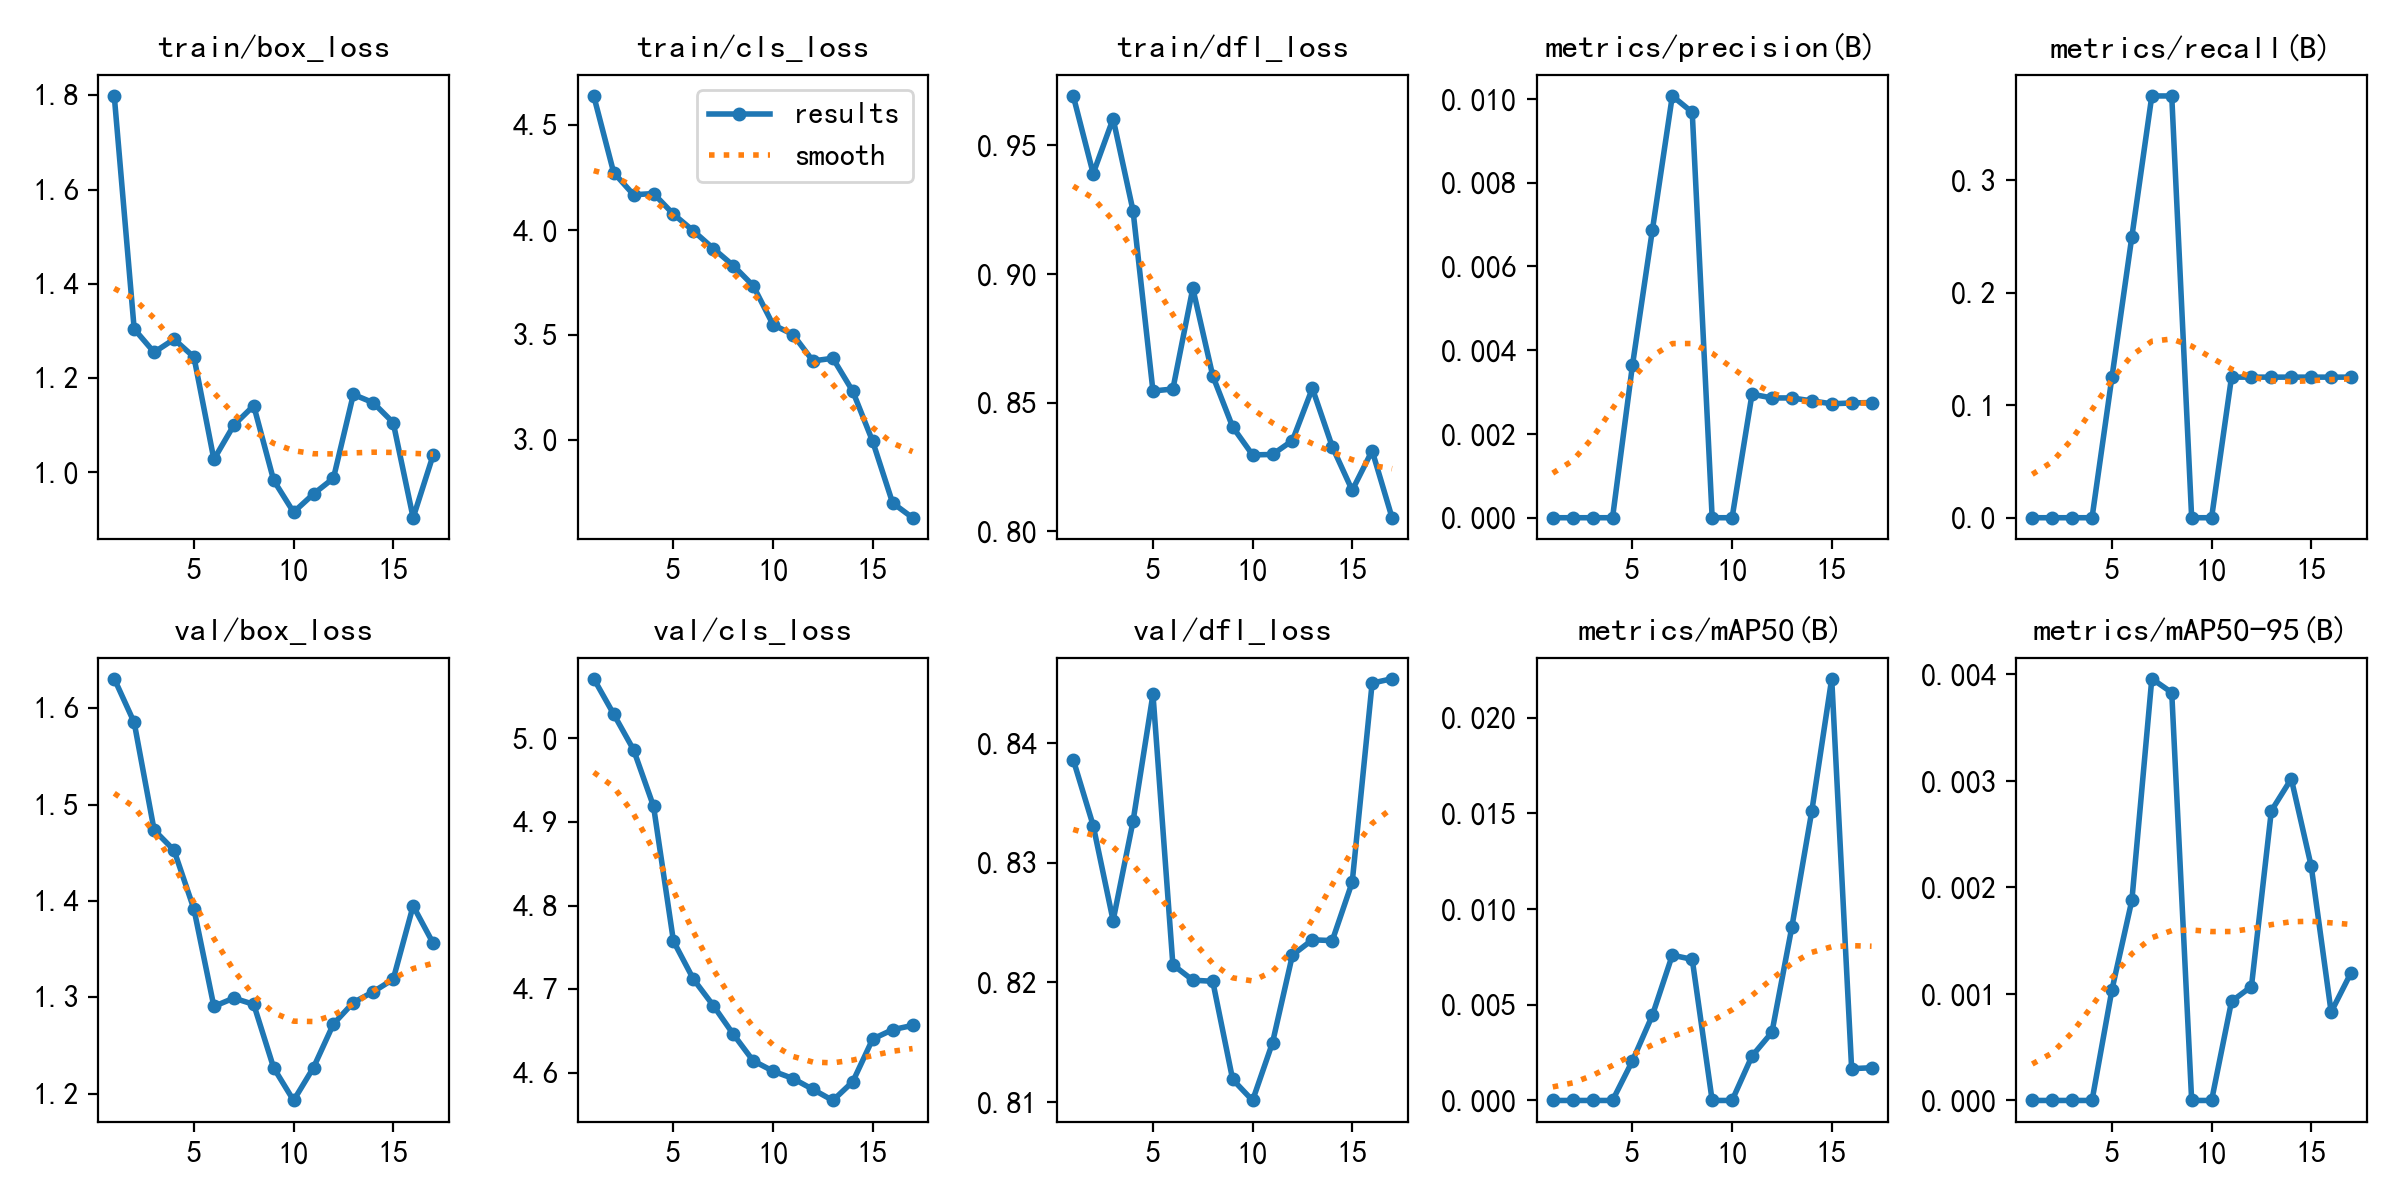 train/box_loss
1.8
1.6
1.4
1.2
1.0
5 10 15
train/cls_loss
results
smooth
4.5
4.0
3.5
3.0
5 10 15
train/dfl_loss
0.95
0.90
0.85
0.80
5 10 15
metrics/precision(B)
0.010
0.008
0.006
0.004
0.002
0.000
5 10 15
metrics/recall(B)
0.3
0.2
0.1
0.0
5 10 15
val/box_loss
1.6
1.5
1.4
1.3
1.2
5 10 15
val/cls_loss
5.0
4.9
4.8
4.7
4.6
5 10 15
val/dfl_loss
0.84
0.83
0.82
0.81
5 10 15
metrics/mAP50(B)
0.020
0.015
0.010
0.005
0.000
5 10 15
metrics/mAP50-95(B)
0.004
0.003
0.002
0.001
0.000
5 10 15